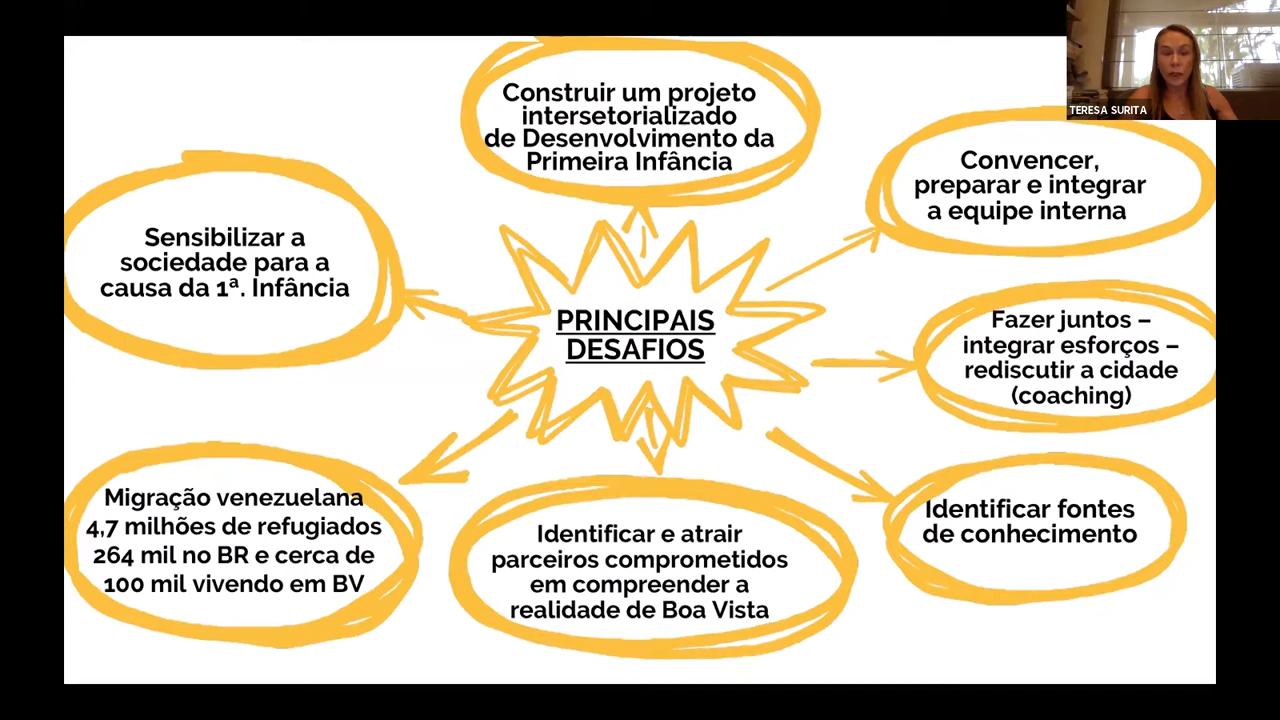 TERESA SURITA
Construir um projeto
intersetorializado
de Desenvolvimento da
Primeira Infância
Convencer,
preparar e integrar
a equipe interna
Sensibilizar a
sociedade para a
causa da 1ª. Infância
PRINCIPAIS
DESAFIOS
Fazer juntos –
integrar esforços –
rediscutir a cidade
(coaching)
Migração venezuelana
4,7 milhões de refugiados
264 mil no BR e cerca de
100 mil vivendo em BV
Identificar e atrair
parceiros comprometidos
em compreender a
realidade de Boa Vista
Identificar fontes
de conhecimento